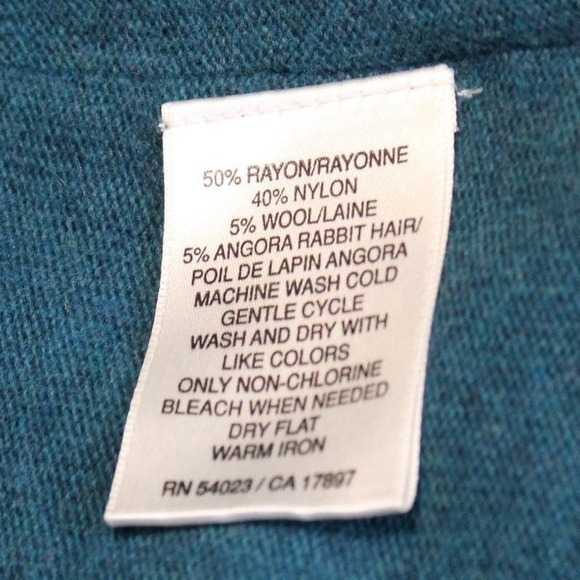 50% RAYON/RAYONNE
40% NYLON
5% WOOL/LAINE
5% ANGORA RABBIT HAIR/
POIL DE LAPIN ANGORA
MACHINE WASH COLD
GENTLE CYCLE
WASH AND DRY WITH
LIKE COLORS
ONLY NON-CHLORINE
BLEACH WHEN NEEDED
DRY FLAT
WARM IRON
RN 54023 / CA 17897